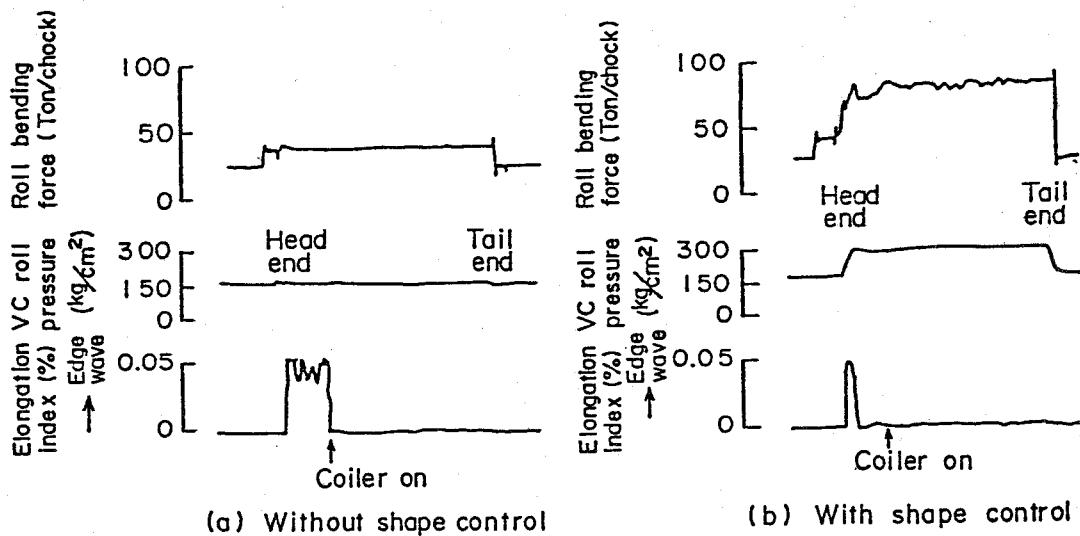 Roll bending
force (Ton/chock)
100
50
0
Elongation VC roll
Index (%) pressure
Edge (kg/cm²)
wave
300
150
0
Head
end
Tail
end
0.05
0
Coiler on
(a) Without shape control
Roll bending
force (Ton/chock)
100
50
0
Head
end
Tail
end
Elongation VC roll
Index (%) pressure
Edge (kg/cm²)
wave
300
150
0
0.05
0
Coiler on
(b) With shape control